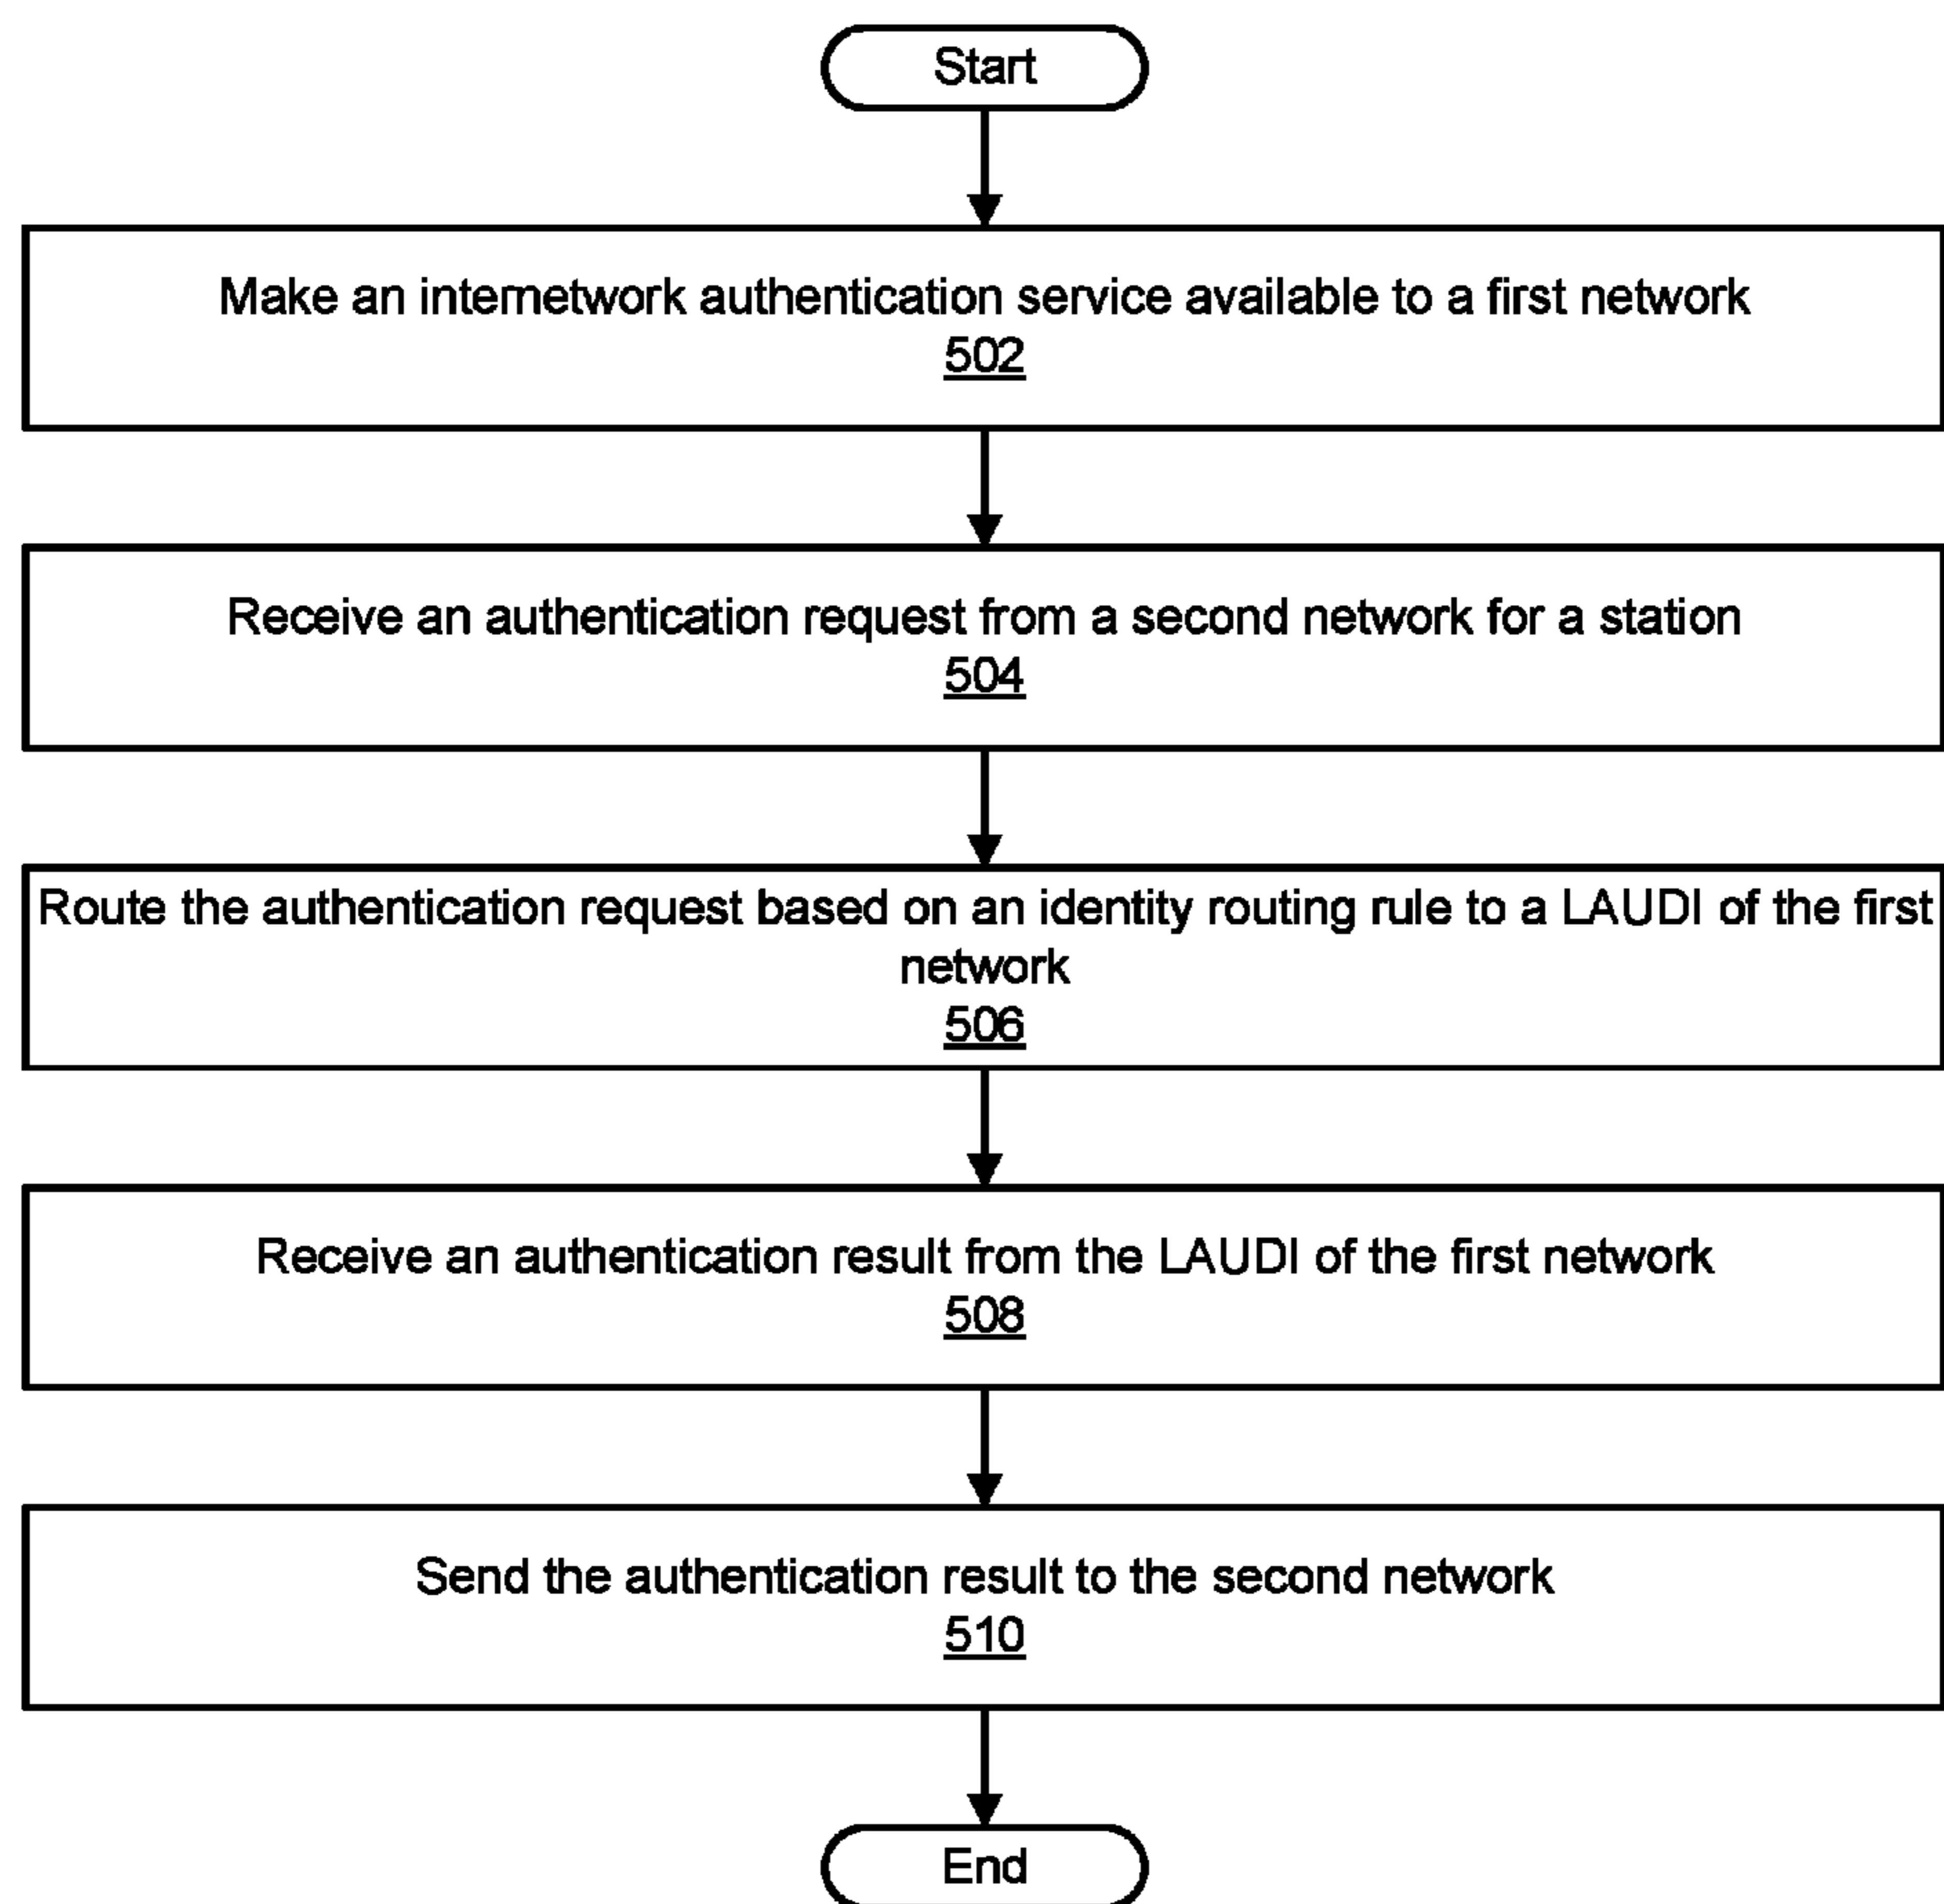 Start
Make an internetwork authentication service available to a first network
502
Receive an authentication request from a second network for a station
504
Route the authentication request based on an identity routing rule to a LAUDI of the first
network
506
Receive an authentication result from the LAUDI of the first network
508
Send the authentication result to the second network
510
End